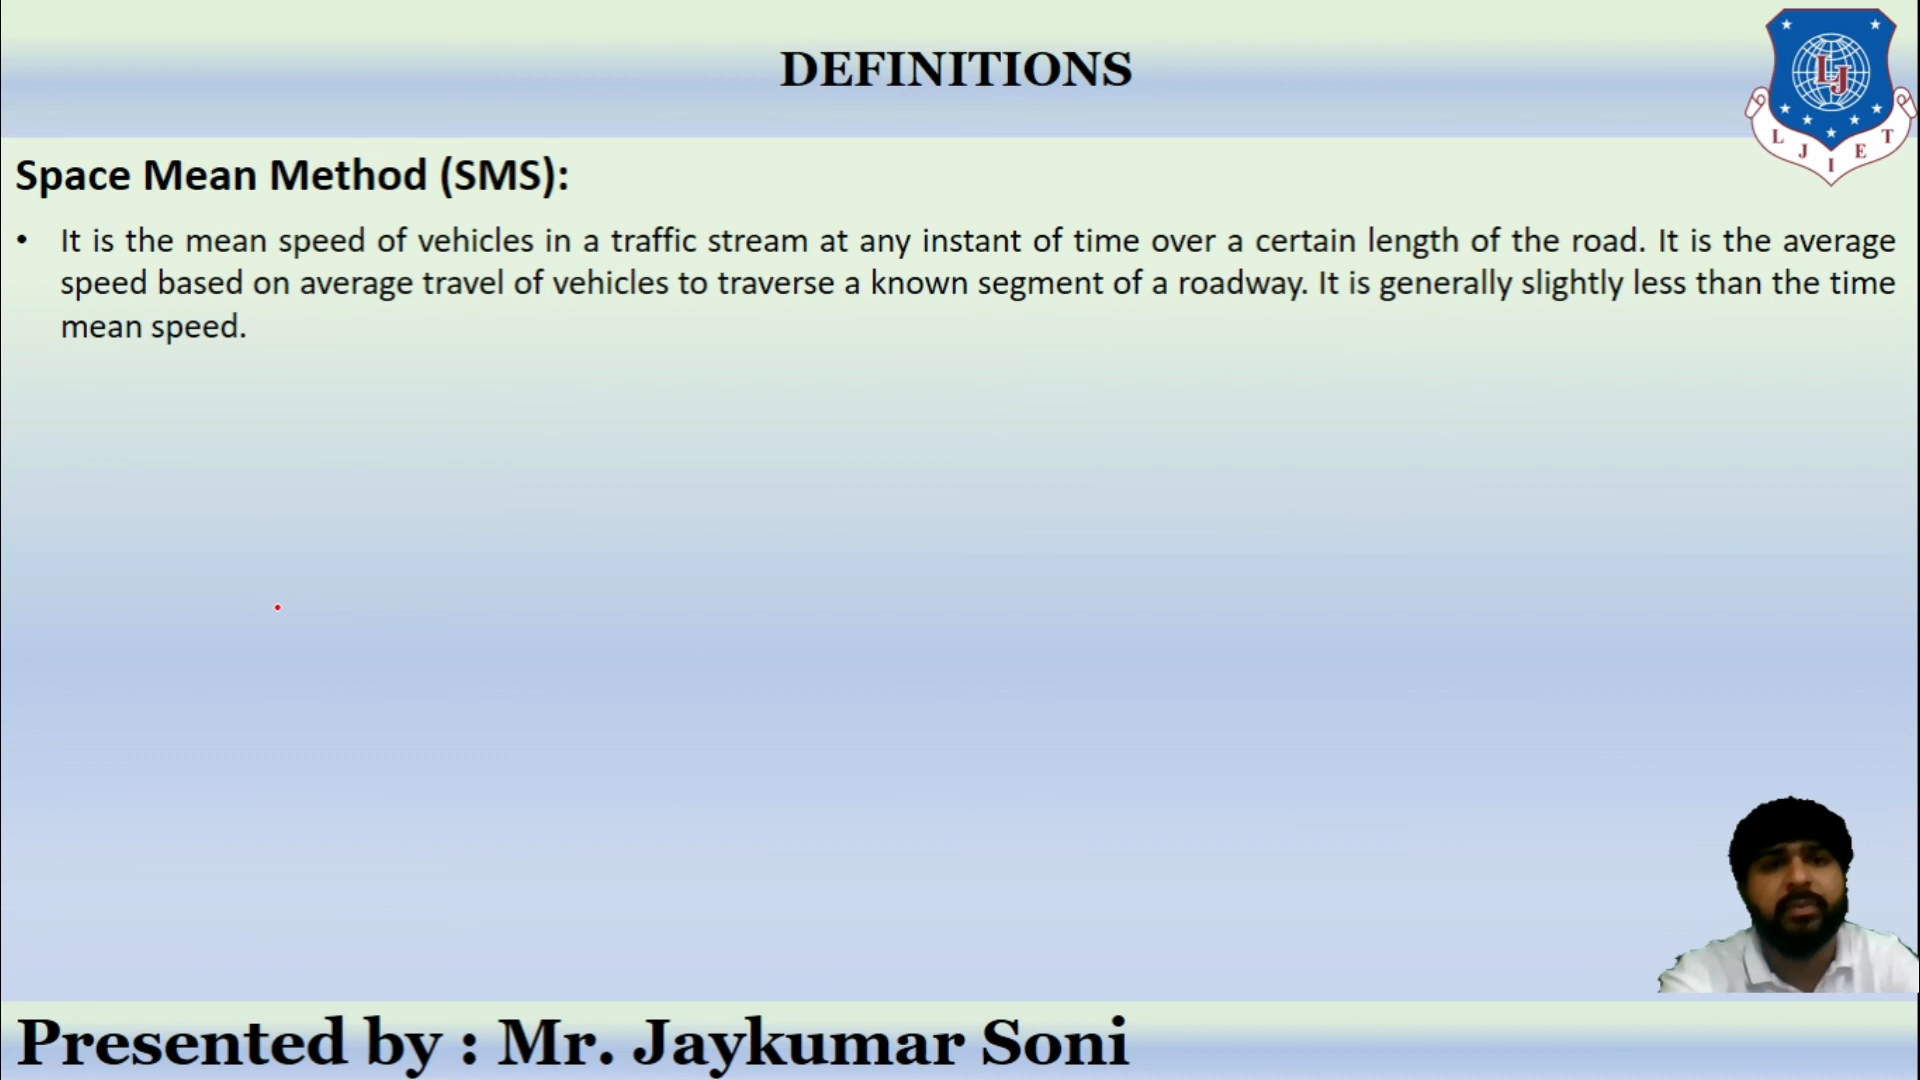 DEFINITIONS
LJ
L J I E T
Space Mean Method (SMS):
• It is the mean speed of vehicles in a traffic stream at any instant of time over a certain length of the road. It is the average
speed based on average travel of vehicles to traverse a known segment of a roadway. It is generally slightly less than the time
mean speed.
Presented by : Mr. Jaykumar Soni